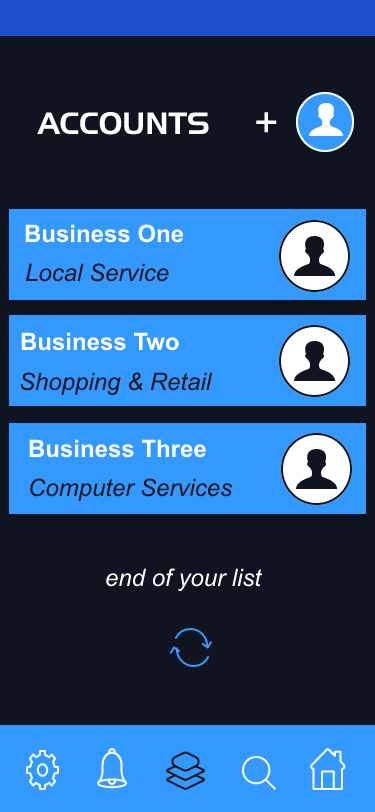 ACCOUNTS +
Business One
Local Service
Business Two
Shopping & Retail
Business Three
Computer Services
end of your list